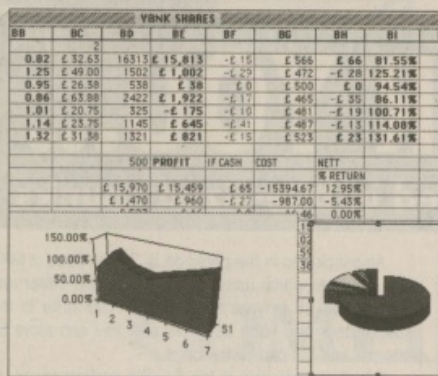 YBNK SHARES
BB BC BD BE BF BG BH BI
2
0.82 £ 32.63 16313 £ 15,813 -£ 15 £ 566 £ 66 81.55%
1.25 £ 49.00 1502 £ 1,002 -£ 29 £ 472 -£ 28 125.21%
0.95 £ 26.38 538 £ 38 £ 0 £ 500 £ 0 94.54%
0.86 £ 63.88 2422 £ 1,922 -£ 17 £ 465 -£ 35 86.11%
1.01 £ 20.75 325 -£ 175 -£ 10 £ 481 -£ 19 100.71%
1.14 £ 23.75 1145 £ 645 -£ 41 £ 487 -£ 13 114.08%
1.32 £ 31.38 1321 £ 821 -£ 15 £ 523 £ 23 131.61%
500 PROFIT IF CASH COST NETT
% RETURN
£ 15,970 £ 15,459 £ 65 -15394.67 12.95%
£ 1,470 £ 960 -£ 27 -987.00 -5.43%
46 0.00%
150.00%
100.00%
50.00%
0.00%
1 2 3 4 5 6 7
S1